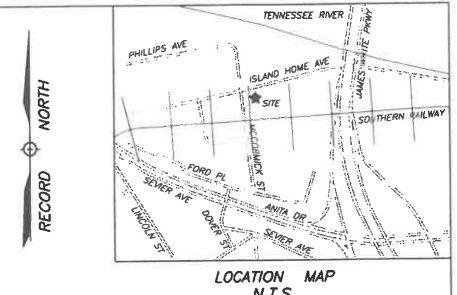 RECORD NORTH
TENNESSEE RIVER
PHILLIPS AVE
JAMES WHITE PKWY
ISLAND HOME AVE
SITE
SOUTHERN RAILWAY
MCCORMICK ST
FORD PL
SEVIER AVE
ANITA DR
LINCOLN ST
DOVER ST
SEVIER AVE
LOCATION MAP
N.T.S.